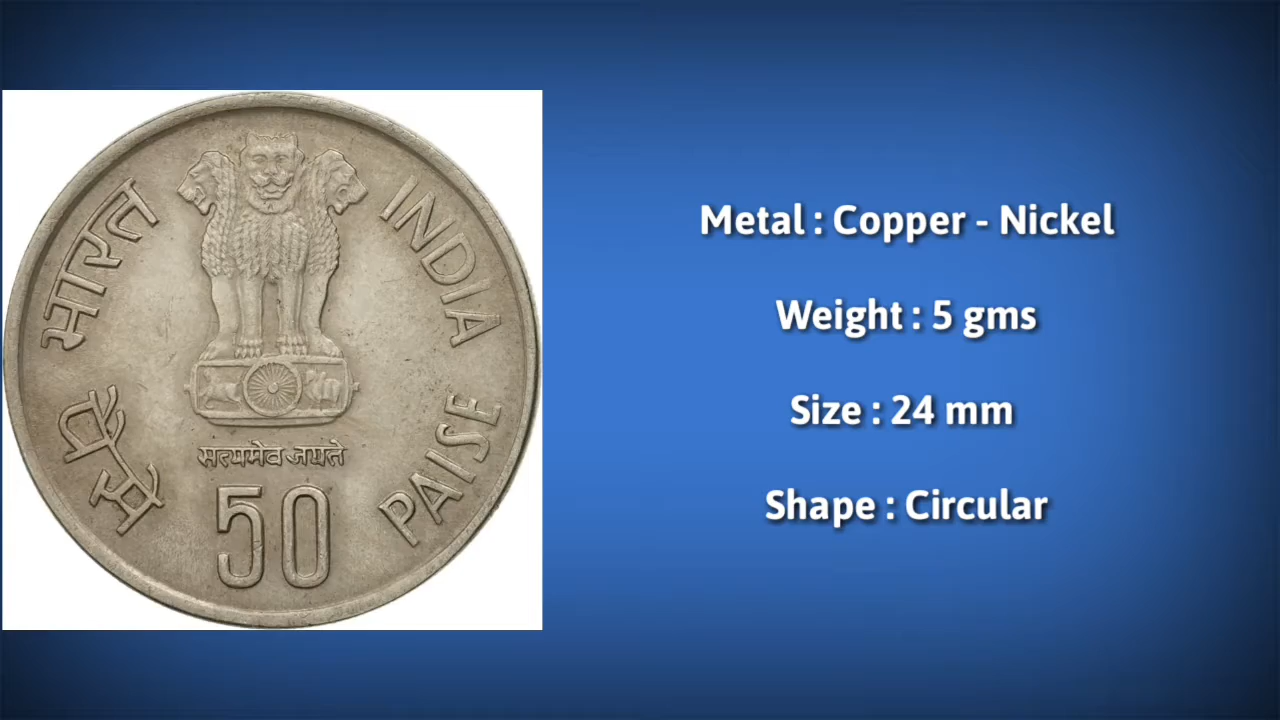 भारत
INDIA
पैसे
PAISE
सत्यमेव जयते
50
Metal : Copper - Nickel
Weight : 5 gms
Size : 24 mm
Shape : Circular